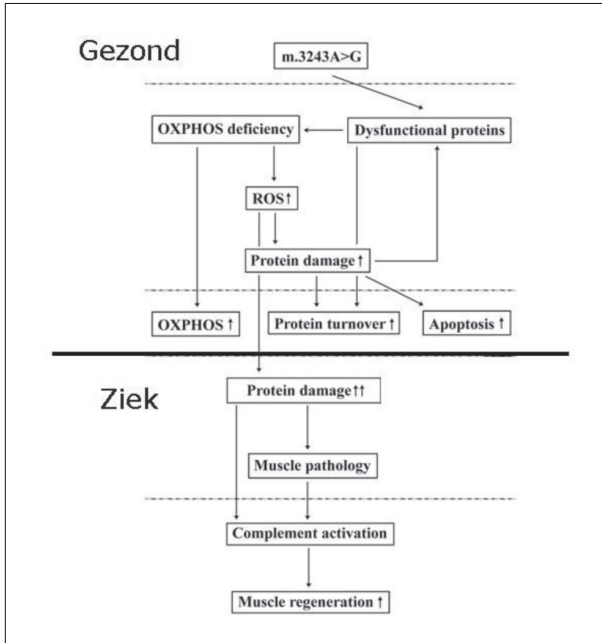 Gezond
m.3243A>G
OXPHOS deficiency
Dysfunctional proteins
ROS↑
Protein damage↑
OXPHOS↑
Protein turnover↑
Apoptosis↑
Ziek
Protein damage↑↑
Muscle pathology
Complement activation
Muscle regeneration↑